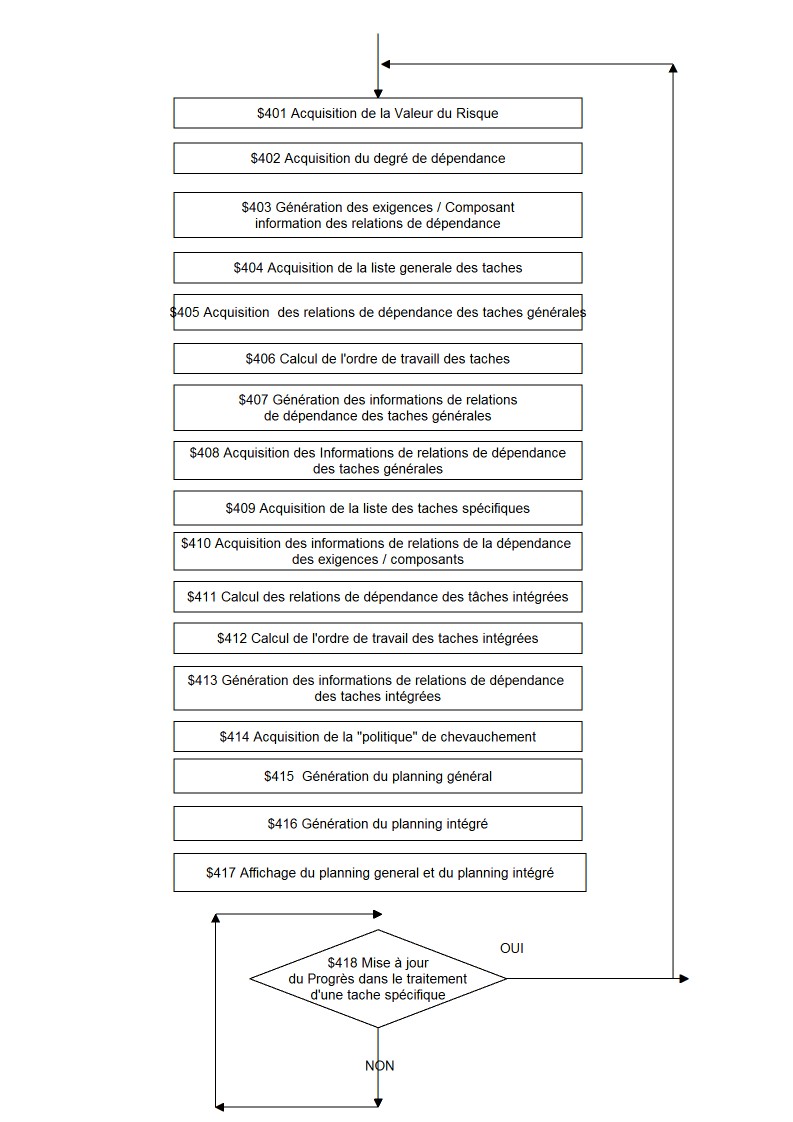 $401 Acquisition de la Valeur du Risque
$402 Acquisition du degré de dépendance
$403 Génération des exigences / Composant
information des relations de dépendance
$404 Acquisition de la liste generale des taches
$405 Acquisition  des relations de dépendance des taches générales
$406 Calcul de l'ordre de travaill des taches
$407 Génération des informations de relations
de dépendance des taches générales
$408 Acquisition des Informations de relations de dépendance
des taches générales
$409 Acquisition de la liste des taches spécifiques
$410 Acquisition des informations de relations de la dépendance
des exigences / composants
$411 Calcul des relations de dépendance des tâches intégrées
$412 Calcul de l'ordre de travail des taches intégrées
$413 Génération des informations de relations de dépendance
des taches intégrées
$414 Acquisition de la "politique" de chevauchement
$415  Génération du planning général
$416 Génération du planning intégré
$417 Affichage du planning general et du planning intégré
OUI
$418 Mise à jour
du Progrès dans le traitement
d'une tache spécifique
NON